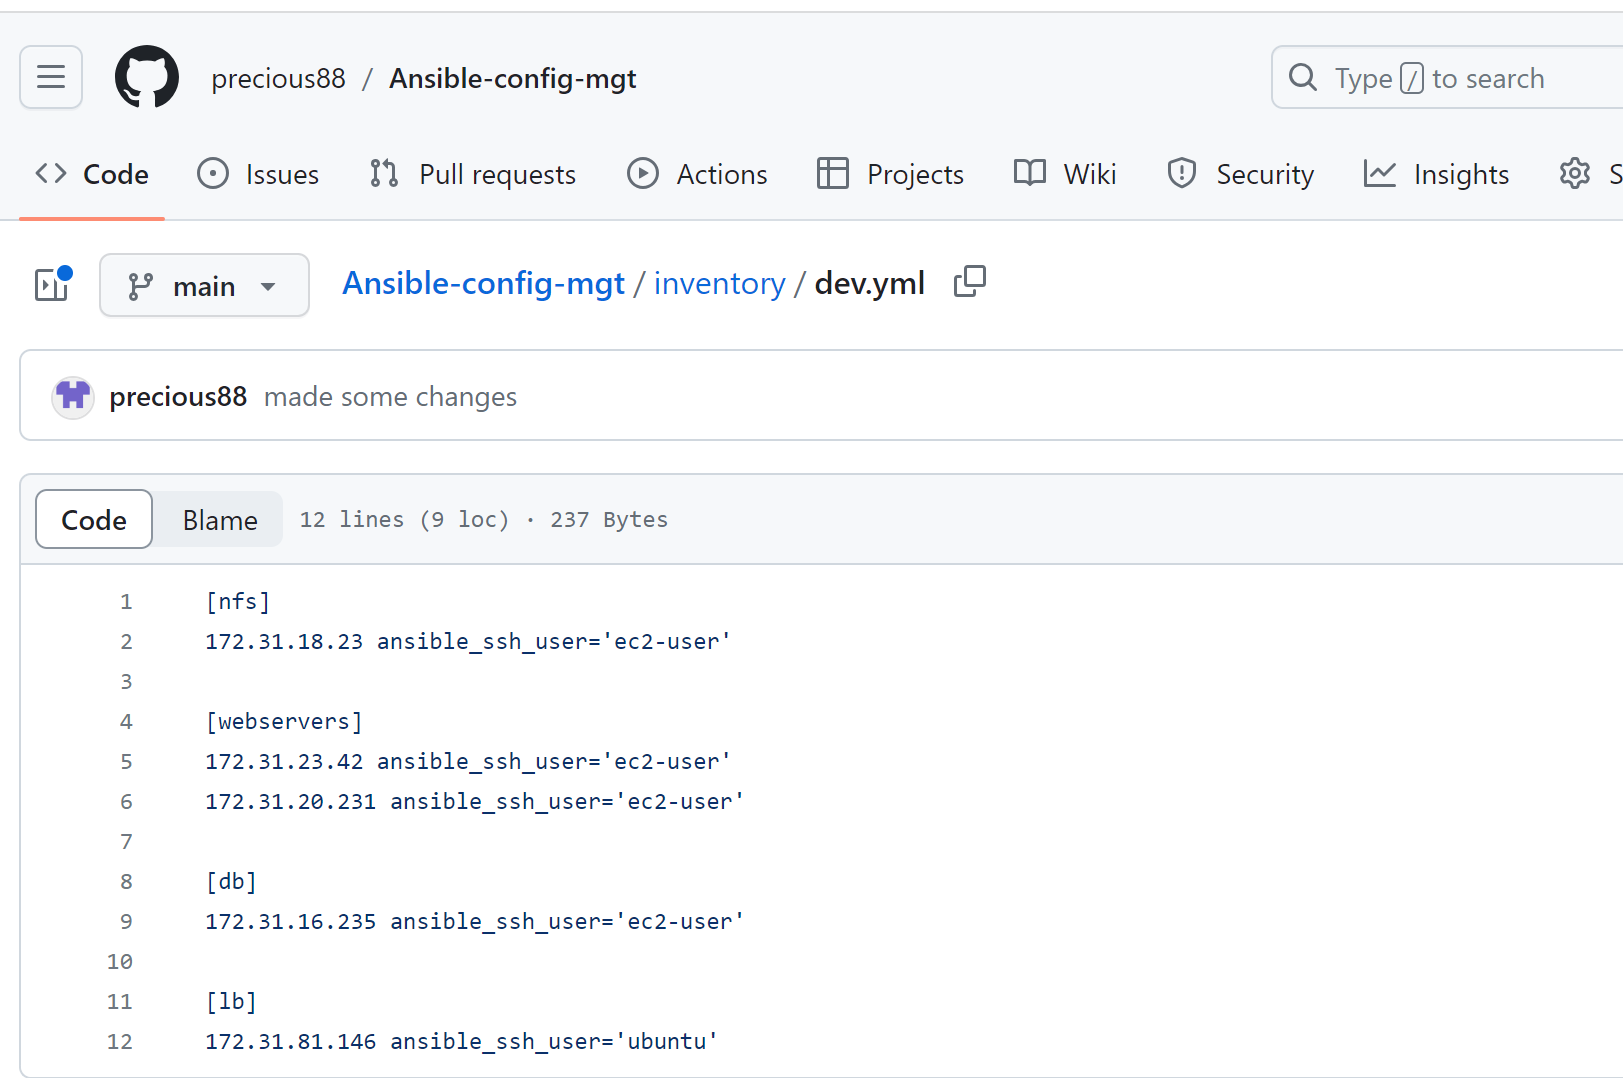 precious88 / Ansible-config-mgt
Type / to search
Code Issues Pull requests Actions Projects Wiki Security Insights S
main
Ansible-config-mgt / inventory / dev.yml
precious88 made some changes
Code Blame 12 lines (9 loc) · 237 Bytes
1 [nfs]
2 172.31.18.23 ansible_ssh_user='ec2-user'
3
4 [webservers]
5 172.31.23.42 ansible_ssh_user='ec2-user'
6 172.31.20.231 ansible_ssh_user='ec2-user'
7
8 [db]
9 172.31.16.235 ansible_ssh_user='ec2-user'
10
11 [lb]
12 172.31.81.146 ansible_ssh_user='ubuntu'